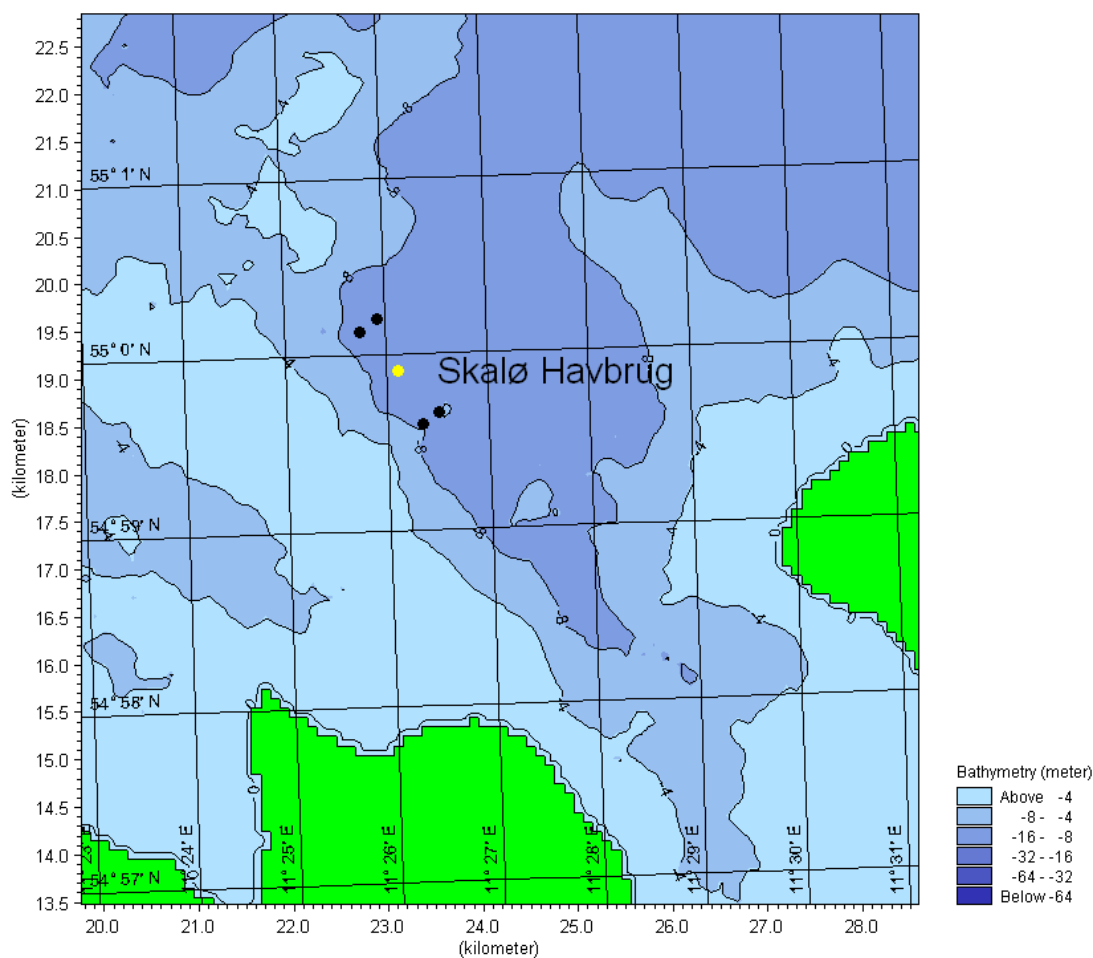 22.5
22.0
21.5
55° 1' N
21.0
20.5
20.0
19.5
55° 0' N
19.0
Skalø Havbrug
18.5
18.0
(kilometer)
54° 59' N
17.5
17.0
16.5
16.0
54° 58' N
15.5
15.0
14.5
14.0
54° 57' N
13.5
23'
24' E
11° 25' E
11° 26' E
11° 27' E
11° 28' E
11° 29' E
11° 30' E
11° 31' E
20.0 21.0 22.0 23.0 24.0 25.0 26.0 27.0 28.0
(kilometer)
Bathymetry (meter)
Above -4
-8 - -4
-16 - -8
-32 - -16
-64 - -32
Below -64